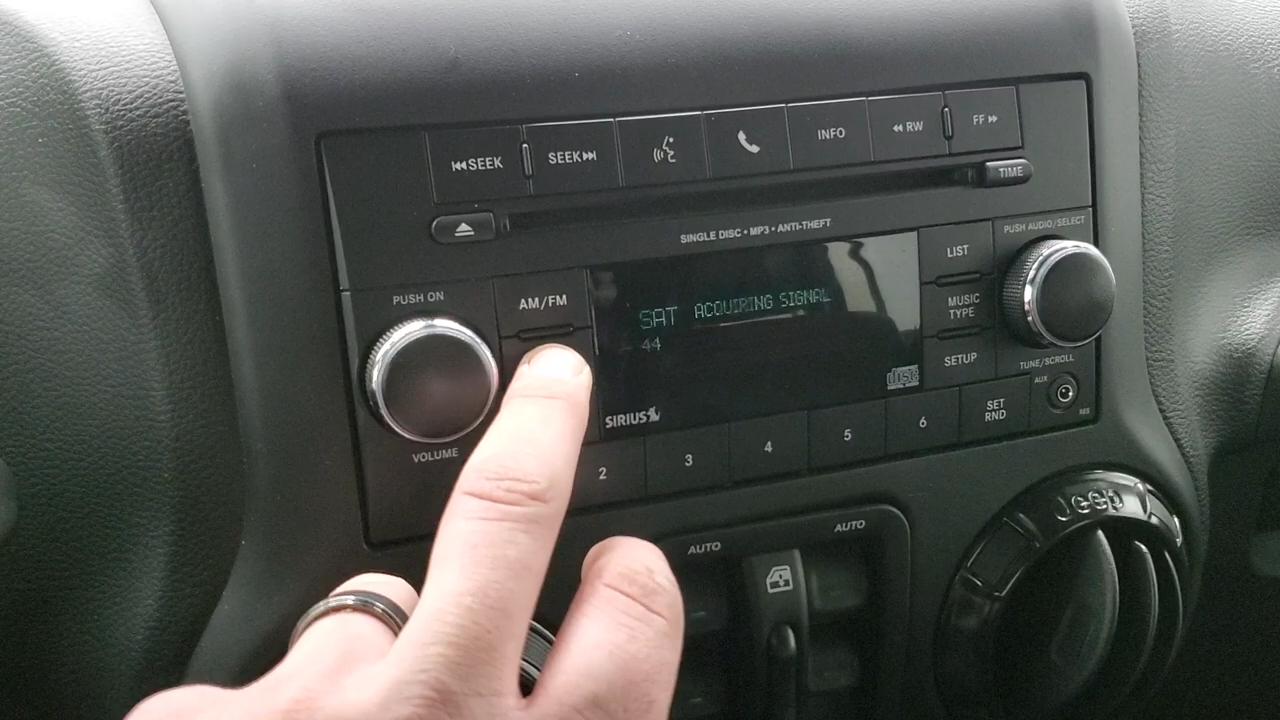 SEEK
SEEK
INFO
RW
FF
TIME
SINGLE DISC • MP3 • ANTI-THEFT
PUSH AUDIO/SELECT
LIST
PUSH ON
AM/FM
SAT ACQUIRING SIGNAL
44
MUSIC
TYPE
SETUP
TUNE/SCROLL
disc
AUX
SIRIUS
VOLUME
2
3
4
5
6
SET
RND
AUTO
AUTO
Jeep